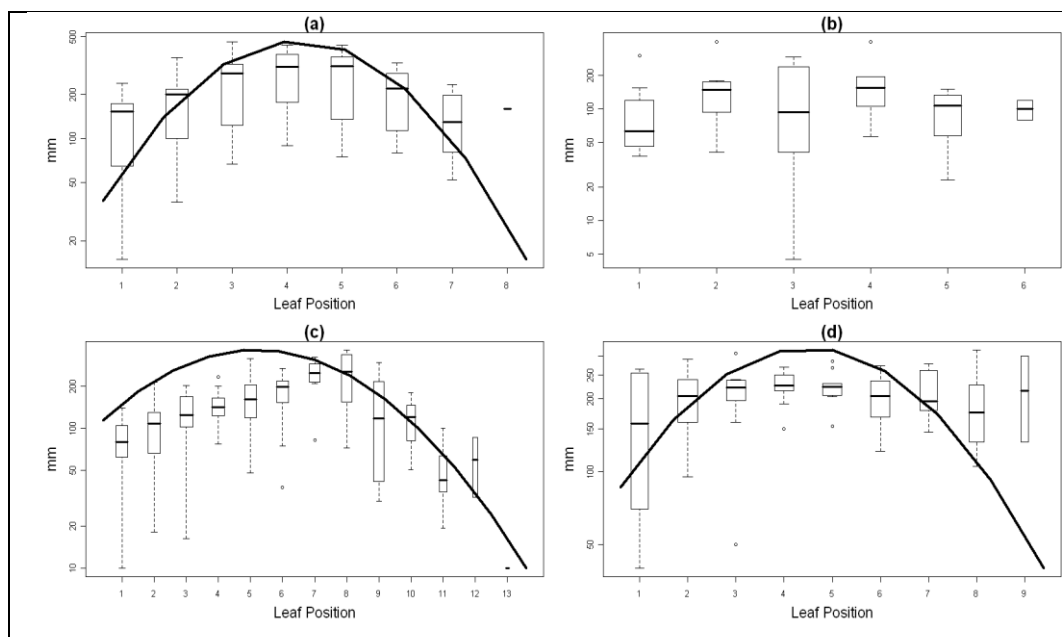 (a)
500
200
100
50
20
mm
1 2 3 4 5 6 7 8
Leaf Position
(b)
200
100
50
20
10
5
mm
1 2 3 4 5 6
Leaf Position
(c)
200
100
50
20
10
mm
1 2 3 4 5 6 7 8 9 10 11 12 13
Leaf Position
(d)
250
200
150
100
50
mm
1 2 3 4 5 6 7 8 9
Leaf Position